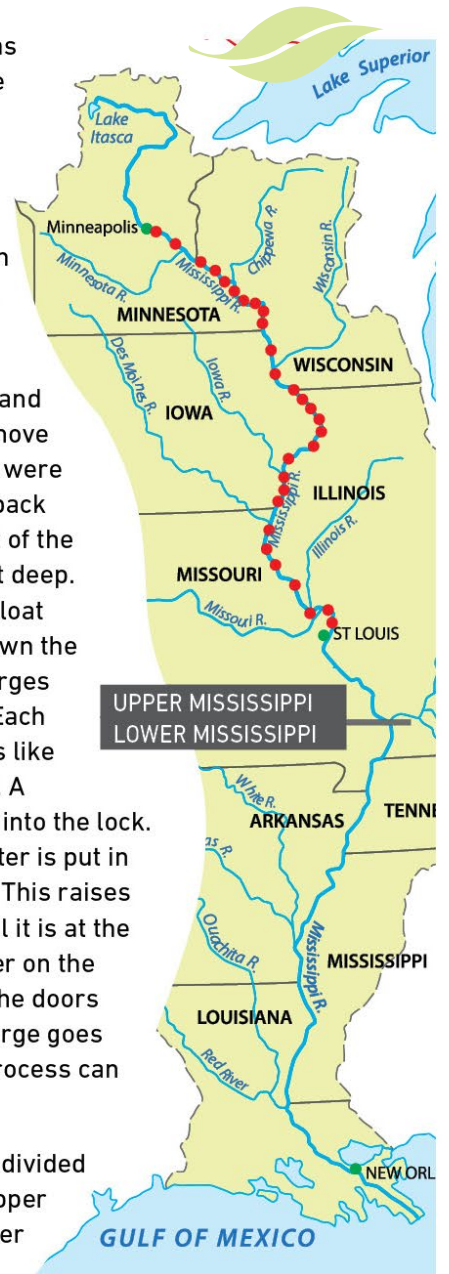 as
e
n
and
move
were
back
of the
t deep.
loat
wn the
rges
Each
s like
A
into the lock.
ter is put in
This raises
l it is at the
er on the
he doors
rge goes
rocess can
divided
pper
er
Lake Superior
Lake
Itasca
Minneapolis
Minnesota R.
Mississippi R.
Chippewa R.
Wisconsin R.
MINNESOTA
WISCONSIN
Des Moines R.
Iowa R.
IOWA
Mississippi R.
ILLINOIS
Illinois R.
MISSOURI
Missouri R.
ST LOUIS
UPPER MISSISSIPPI
LOWER MISSISSIPPI
White R.
ARKANSAS
TENNE
as R.
Ouachita R.
Mississippi R.
MISSISSIPPI
LOUISIANA
Red River
NEW ORL
GULF OF MEXICO